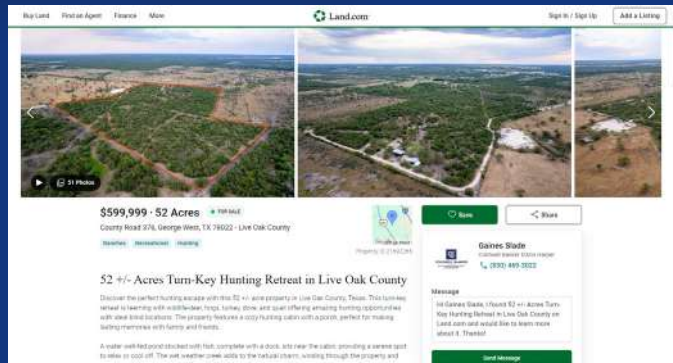 Buy Land Find an Agent Finance More Land.com Sign In / Sign Up Add a Listing
51 Photos
$599,999 · 52 Acres FOR SALE
County Road 376, George West, TX 78022 - Live Oak County
Ranches Recreational Hunting
Save Share
Gaines Slade
Coldwell Banker
52 +/- Acres Turn-Key Hunting Retreat in Live Oak County
Discover the perfect hunting escape with this 52 +/- acre property in Live Oak County, Texas. This turn-key
retreat is teeming with whitetail deer, hogs, turkey, dove, and quail offering amazing hunting opportunities
with ideal blind locations. The property features a cozy hunting cabin with a porch, perfect for making
lasting memories with family and friends.
A water well-fed pond stocked with fish, complete with a dock, sits near the cabin, providing a serene spot
to relax or cool off. The wet weather creek adds to the natural charm, winding through the property and
Message
Hi Gaines Slade, I found 52 +/- Acres Turn-
Key Hunting Retreat in Live Oak County on
Land.com and would like to learn more
about it. Thanks!
Send Message